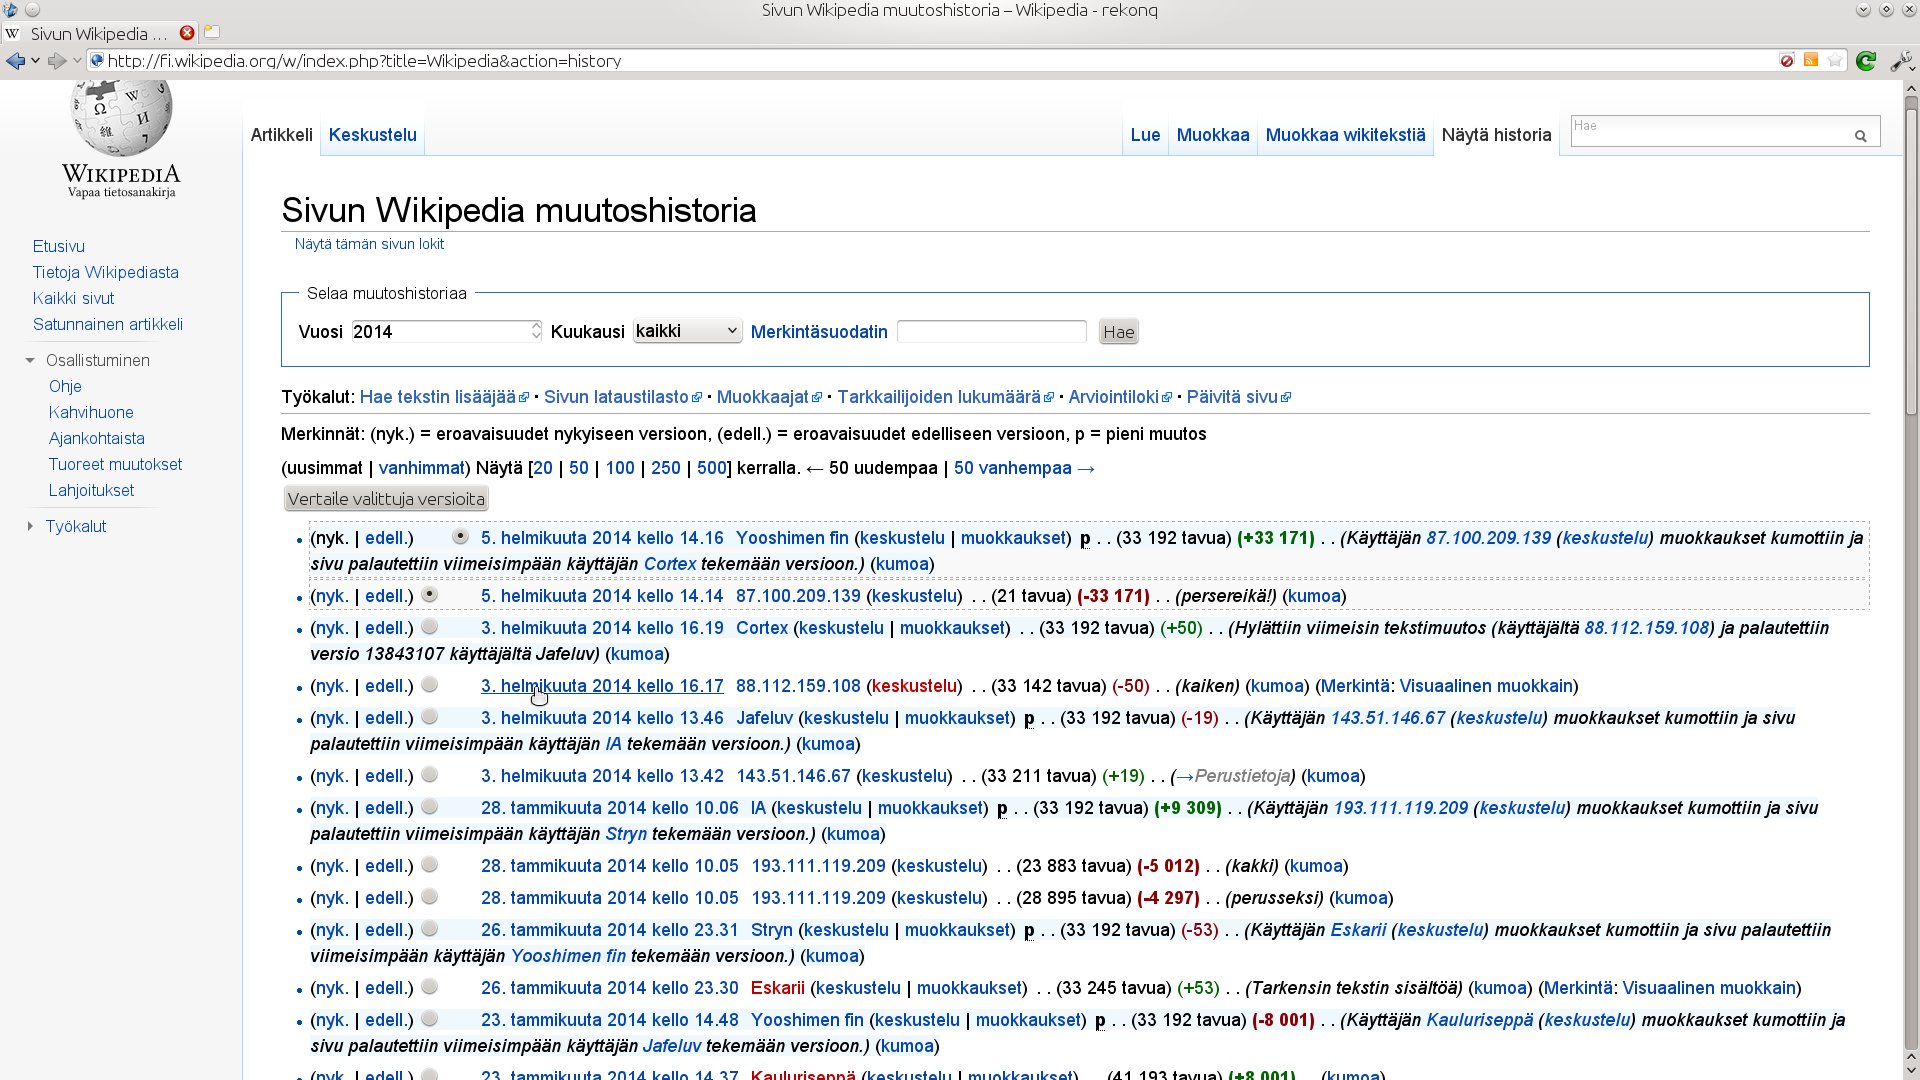 Sivun Wikipedia muutoshistoria – Wikipedia - rekonq
W Sivun Wikipedia ...
http://fi.wikipedia.org/w/index.php?title=Wikipedia&action=history
WIKIPEDIA
Vapaa tietosanakirja
Artikkeli Keskustelu Lue Muokkaa Muokkaa wikitekstiä Näytä historia Hae
Etusivu
Tietoja Wikipediasta
Kaikki sivut
Satunnainen artikkeli
Osallistuminen
Ohje
Kahvihuone
Ajankohtaista
Tuoreet muutokset
Lahjoitukset
Työkalut
Sivun Wikipedia muutoshistoria
Näytä tämän sivun lokit
Selaa muutoshistoriaa
Vuosi 2014 Kuukausi kaikki Merkintäsuodatin Hae
Työkalut: Hae tekstin lisääjää · Sivun lataustilasto · Muokkaajat · Tarkkailijoiden lukumäärä · Arviointiloki · Päivitä sivu
Merkinnät: (nyk.) = eroavaisuudet nykyiseen versioon, (edell.) = eroavaisuudet edelliseen versioon, p = pieni muutos
(uusimmat | vanhimmat) Näytä [20 | 50 | 100 | 250 | 500] kerralla. ← 50 uudempaa | 50 vanhempaa →
Vertaile valittuja versioita
(nyk. | edell.) 5. helmikuuta 2014 kello 14.16 Yooshimen fin (keskustelu | muokkaukset) p . . (33 192 tavua) (+33 171) . . (Käyttäjän 87.100.209.139 (keskustelu) muokkaukset kumottiin ja
sivu palautettiin viimeisimpään käyttäjän Cortex tekemään versioon.) (kumoa)
(nyk. | edell.) 5. helmikuuta 2014 kello 14.14 87.100.209.139 (keskustelu) . . (21 tavua) (-33 171) . . (persereikä!) (kumoa)
(nyk. | edell.) 3. helmikuuta 2014 kello 16.19 Cortex (keskustelu | muokkaukset) . . (33 192 tavua) (+50) . . (Hylättiin viimeisin tekstimuutos (käyttäjältä 88.112.159.108) ja palautettiin
versio 13843107 käyttäjältä Jafeluv) (kumoa)
(nyk. | edell.) 3. helmikuuta 2014 kello 16.17 88.112.159.108 (keskustelu) . . (33 142 tavua) (-50) . . (kaiken) (kumoa) (Merkintä: Visuaalinen muokkain)
(nyk. | edell.) 3. helmikuuta 2014 kello 13.46 Jafeluv (keskustelu | muokkaukset) p . . (33 192 tavua) (-19) . . (Käyttäjän 143.51.146.67 (keskustelu) muokkaukset kumottiin ja sivu
palautettiin viimeisimpään käyttäjän IA tekemään versioon.) (kumoa)
(nyk. | edell.) 3. helmikuuta 2014 kello 13.42 143.51.146.67 (keskustelu) . . (33 211 tavua) (+19) . . (→Perustietoja) (kumoa)
(nyk. | edell.) 28. tammikuuta 2014 kello 10.06 IA (keskustelu | muokkaukset) p . . (33 192 tavua) (+9 309) . . (Käyttäjän 193.111.119.209 (keskustelu) muokkaukset kumottiin ja sivu
palautettiin viimeisimpään käyttäjän Stryn tekemään versioon.) (kumoa)
(nyk. | edell.) 28. tammikuuta 2014 kello 10.05 193.111.119.209 (keskustelu) . . (23 883 tavua) (-5 012) . . (kakki) (kumoa)
(nyk. | edell.) 28. tammikuuta 2014 kello 10.05 193.111.119.209 (keskustelu) . . (28 895 tavua) (-4 297) . . (perusseksi) (kumoa)
(nyk. | edell.) 26. tammikuuta 2014 kello 23.31 Stryn (keskustelu | muokkaukset) p . . (33 192 tavua) (-53) . . (Käyttäjän Eskarii (keskustelu) muokkaukset kumottiin ja sivu palautettiin
viimeisimpään käyttäjän Yooshimen fin tekemään versioon.) (kumoa)
(nyk. | edell.) 26. tammikuuta 2014 kello 23.30 Eskarii (keskustelu | muokkaukset) . . (33 245 tavua) (+53) . . (Tarkensin tekstin sisältöä) (kumoa) (Merkintä: Visuaalinen muokkain)
(nyk. | edell.) 23. tammikuuta 2014 kello 14.48 Yooshimen fin (keskustelu | muokkaukset) p . . (33 192 tavua) (-8 001) . . (Käyttäjän Kauluriseppä (keskustelu) muokkaukset kumottiin ja
sivu palautettiin viimeisimpään käyttäjän Jafeluv tekemään versioon.) (kumoa)
(nyk. | edell.) 23. tammikuuta 2014 kello 14.37 Kauluriseppä (keskustelu | muokkaukset) . . (41 193 tavua) (+8 001) . . (kumoa)